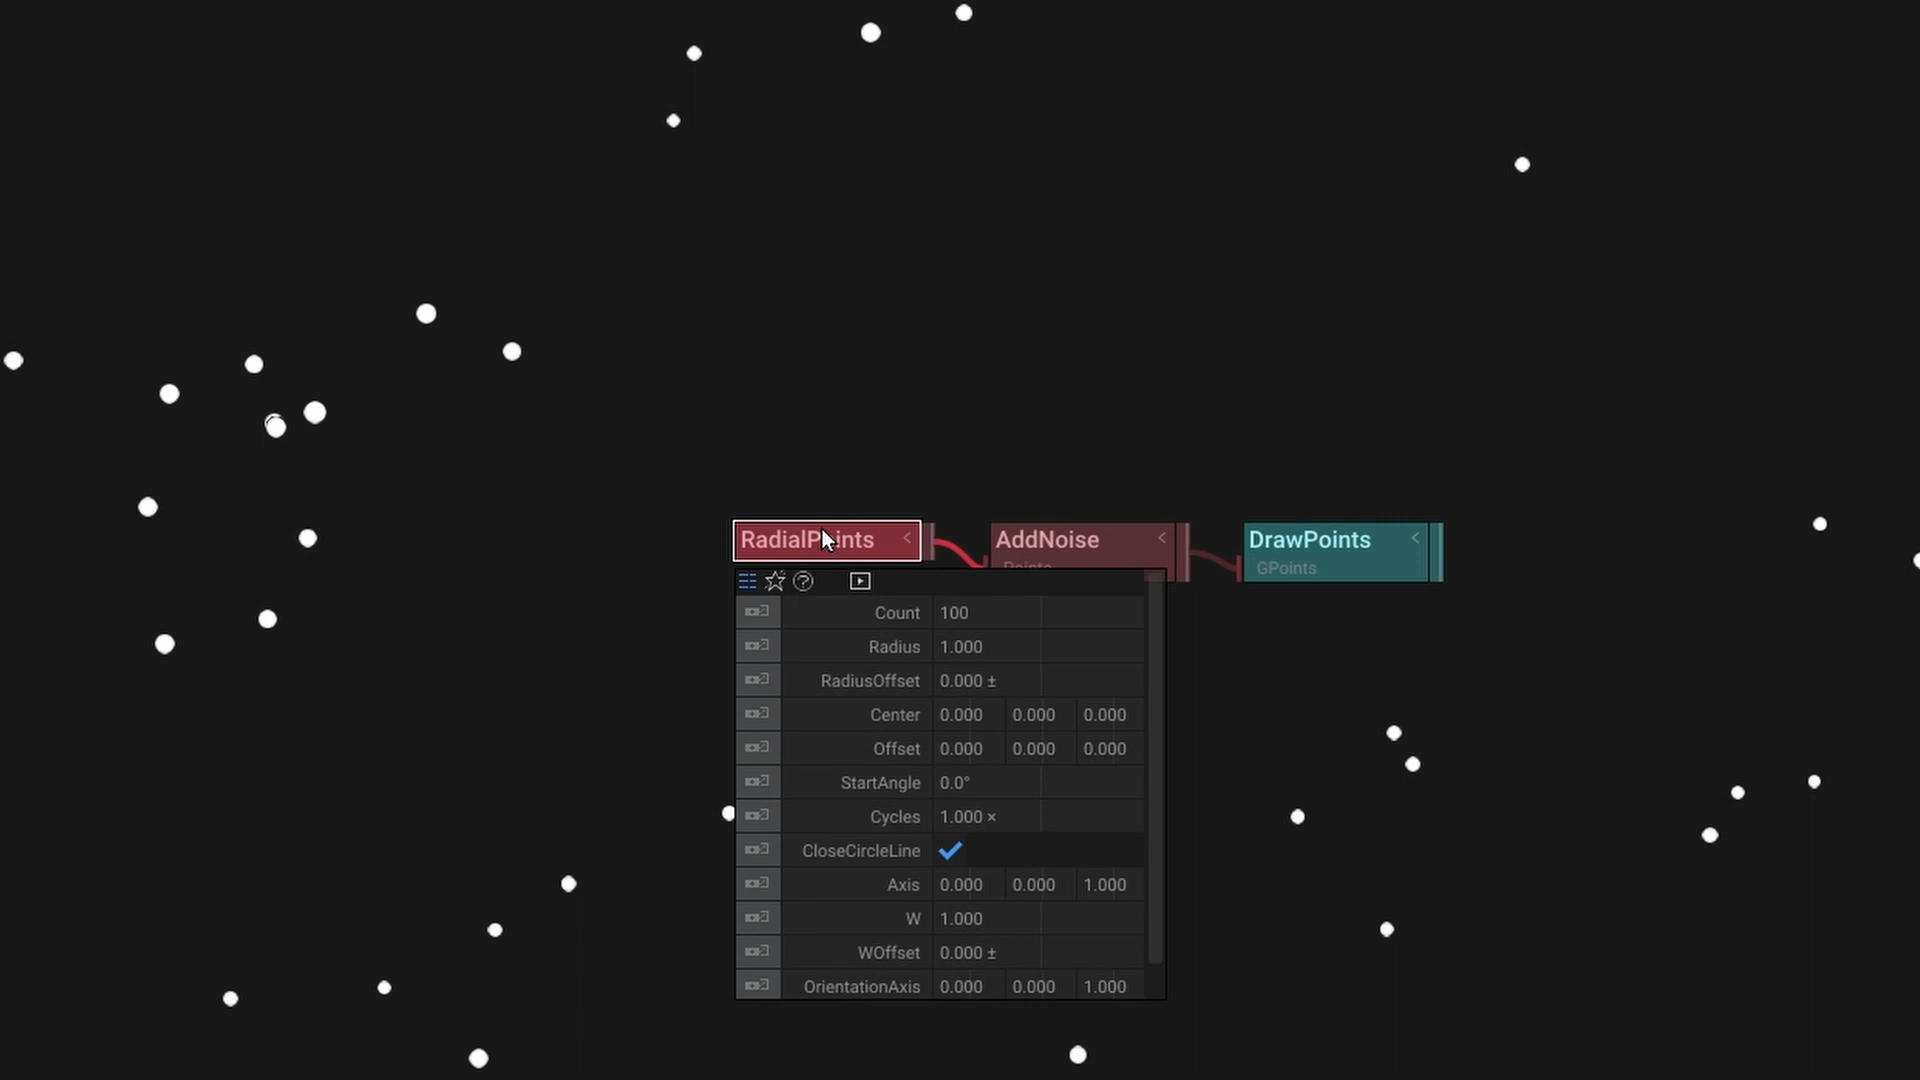 RadialPoints <
AddNoise <
DrawPoints <
Points
GPoints
Count 100
Radius 1.000
RadiusOffset 0.000 ±
Center 0.000 0.000 0.000
Offset 0.000 0.000 0.000
StartAngle 0.0°
Cycles 1.000 ×
CloseCircleLine
Axis 0.000 0.000 1.000
W 1.000
WOffset 0.000 ±
OrientationAxis 0.000 0.000 1.000